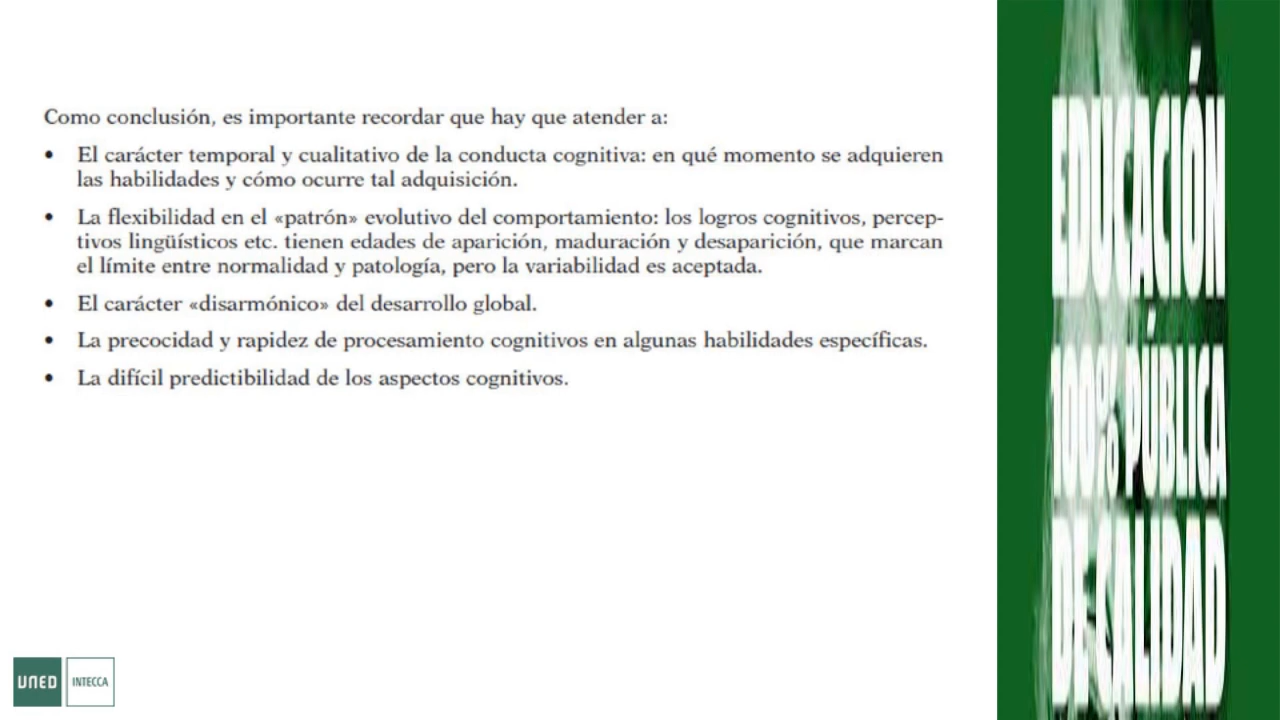 Como conclusión, es importante recordar que hay que atender a:
• El carácter temporal y cualitativo de la conducta cognitiva: en qué momento se adquieren
las habilidades y cómo ocurre tal adquisición.
• La flexibilidad en el «patrón» evolutivo del comportamiento: los logros cognitivos, percep-
tivos lingüísticos etc. tienen edades de aparición, maduración y desaparición, que marcan
el límite entre normalidad y patología, pero la variabilidad es aceptada.
• El carácter «disarmónico» del desarrollo global.
• La precocidad y rapidez de procesamiento cognitivos en algunas habilidades específicas.
• La difícil predictibilidad de los aspectos cognitivos.
EDUCACIÓN
100% PÚBLICA
DE CALIDAD
UNED INTECCA